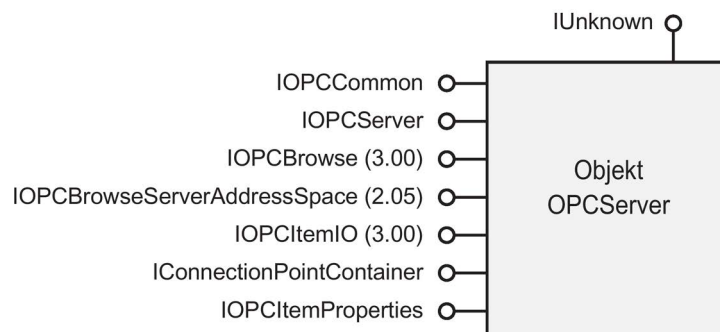 IUnknown
IOPCCommon
IOPCServer
IOPCBrowse (3.00)
IOPCBrowseServerAddressSpace (2.05)
IOPCItemIO (3.00)
IConnectionPointContainer
IOPCItemProperties
Objekt
OPCServer